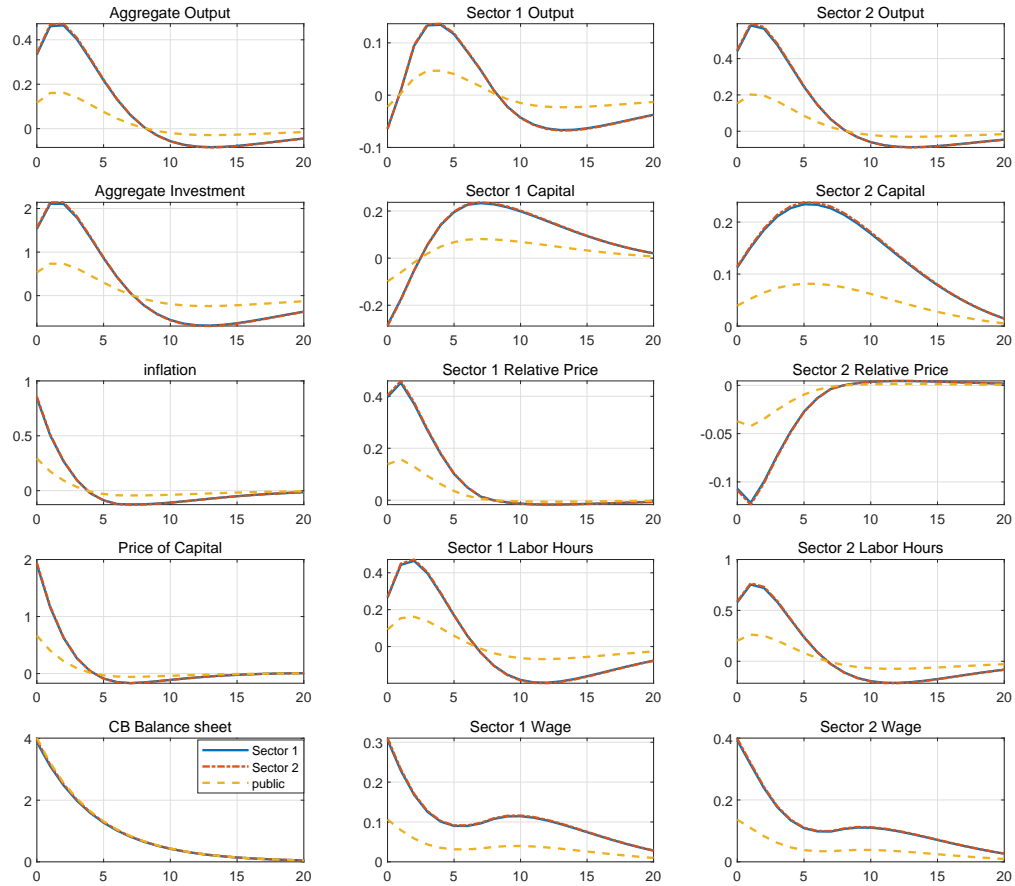 Aggregate Output
Sector 1 Output
Sector 2 Output
0.4
0.2
0
0 5 10 15 20
0.1
0
-0.1
0 5 10 15 20
0.4
0.2
0
0 5 10 15 20
Aggregate Investment
Sector 1 Capital
Sector 2 Capital
2
1
0
0 5 10 15 20
0.2
0
-0.2
0 5 10 15 20
0.2
0.1
0
0 5 10 15 20
inflation
Sector 1 Relative Price
Sector 2 Relative Price
1
0.5
0
0 5 10 15 20
0.4
0.2
0
0 5 10 15 20
0
-0.05
-0.1
0 5 10 15 20
Price of Capital
Sector 1 Labor Hours
Sector 2 Labor Hours
2
1
0
0 5 10 15 20
0.4
0.2
0
0 5 10 15 20
1
0.5
0
0 5 10 15 20
CB Balance sheet
Sector 1 Wage
Sector 2 Wage
4
2
0
0 5 10 15 20
Sector 1
Sector 2
public
0.3
0.2
0.1
0
0 5 10 15 20
0.4
0.2
0
0 5 10 15 20